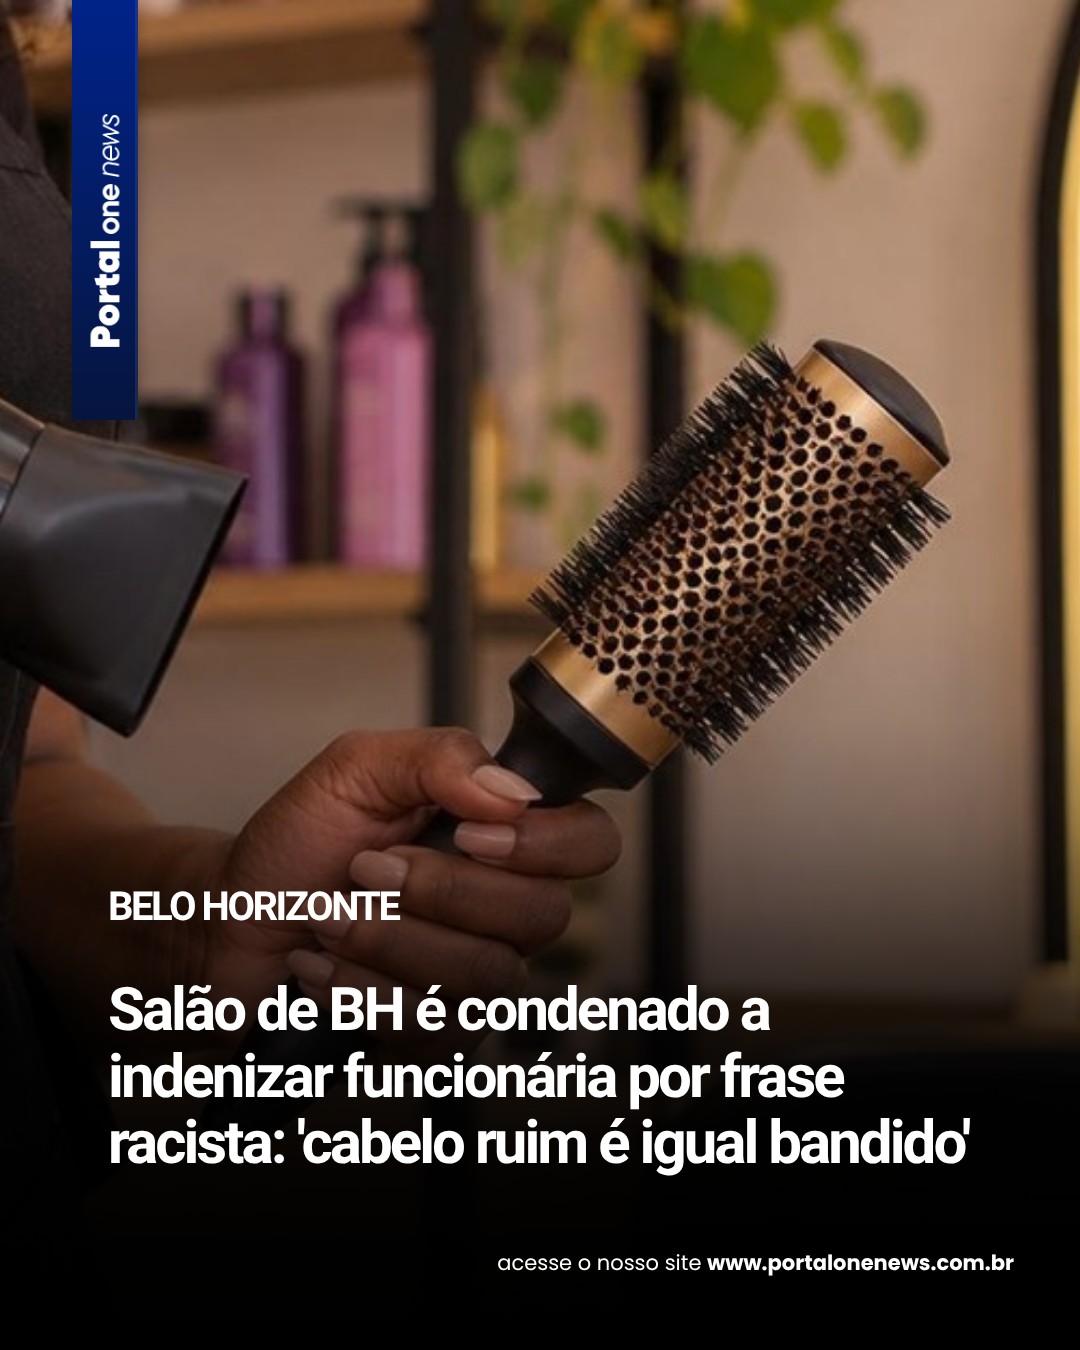 Portal one news
BELO HORIZONTE
Salão de BH é condenado a
indenizar funcionária por frase
racista: 'cabelo ruim é igual bandido'
acesse o nosso site www.portalonenews.com.br